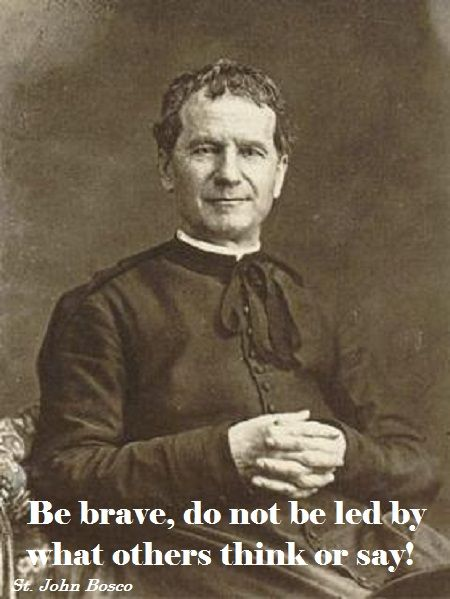 Be brave, do not be led by
what others think or say!
St. John Bosco